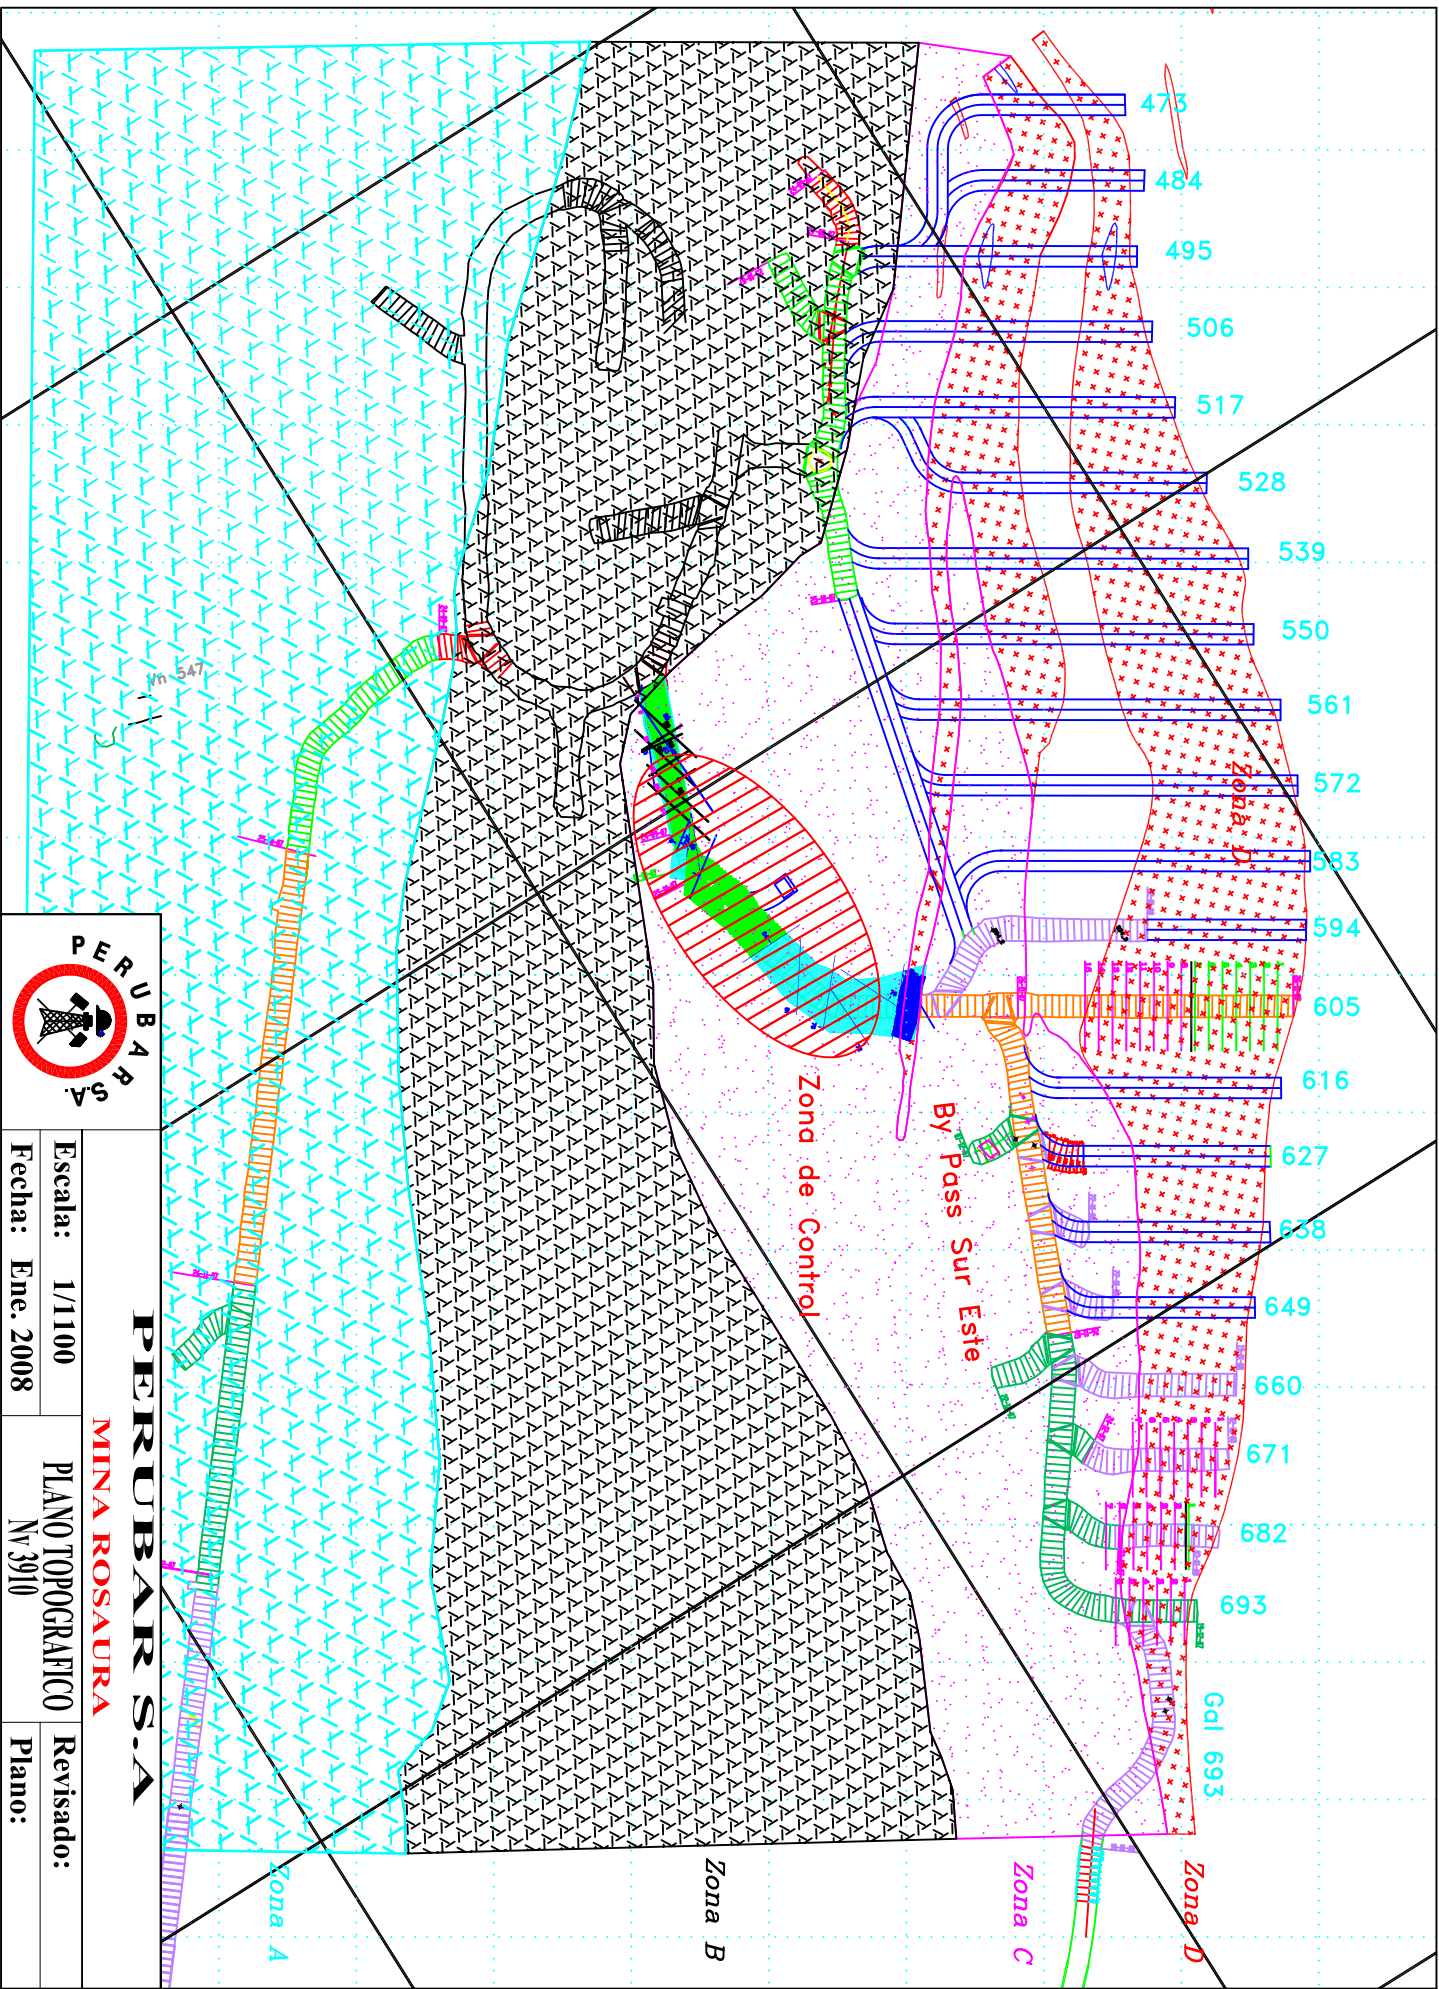 473
484
495
506
517
528
539
550
561
572
583
594
605
616
627
638
649
660
671
682
693
Gal 693
Zona D
Vn 547
Zona de Control
By Pass Sur Este
Zona A
Zona B
Zona C
Zona D
PERUBAR S.A.
PERUBAR S.A
MINA ROSAURA
Escala: 1/1100
Fecha: Ene. 2008
PLANO TOPOGRAFICO
Nv 3910
Revisado:
Plano: